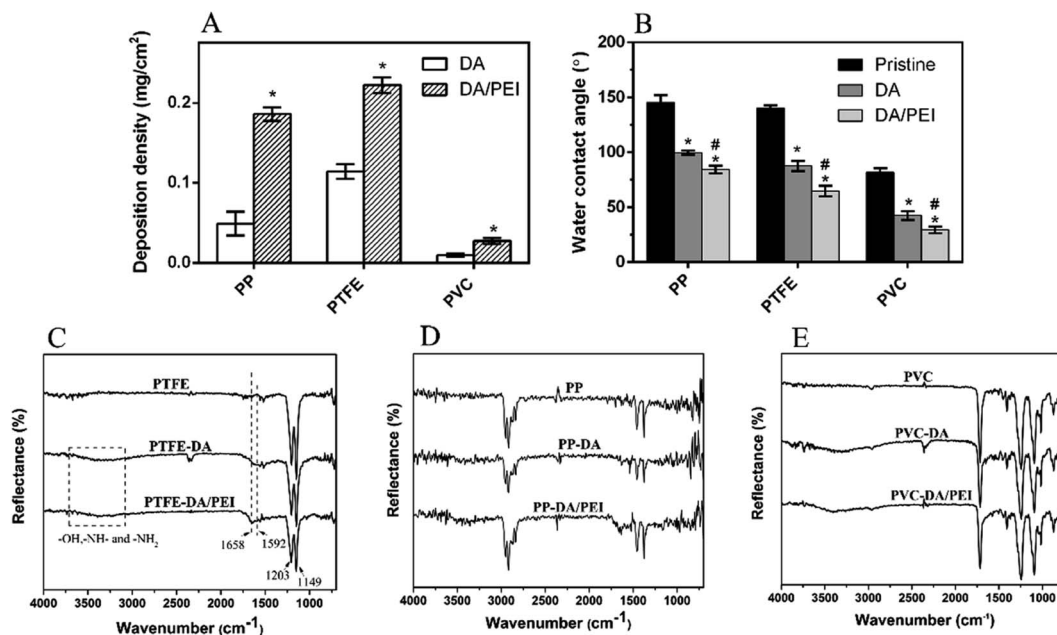 A
Deposition density (mg/cm²)
0.2
0.1
0.0
DA
DA/PEI
*
*
*
PP
PTFE
PVC
B
Water contact angle (°)
200
150
100
50
0
Pristine
DA
DA/PEI
*
#
*
*
#
*
*
#
*
PP
PTFE
PVC
C
Reflectance (%)
PTFE
PTFE-DA
PTFE-DA/PEI
-OH,-NH- and -NH₂
1658
1592
1203
1149
4000 3500 3000 2500 2000 1500 1000
Wavenumber (cm⁻¹)
D
Reflectance (%)
PP
PP-DA
PP-DA/PEI
4000 3500 3000 2500 2000 1500 1000
Wavenumber (cm⁻¹)
E
Reflectance (%)
PVC
PVC-DA
PVC-DA/PEI
4000 3500 3000 2500 2000 1500 1000
Wavenumber (cm⁻¹)